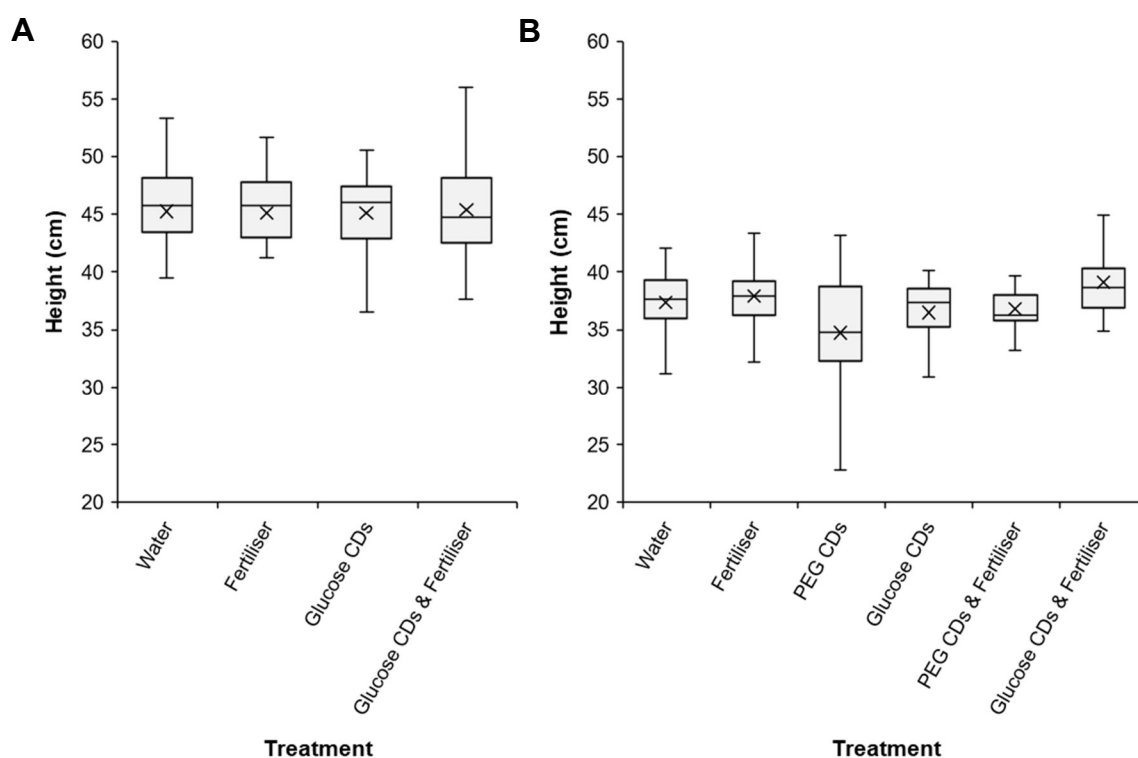 A
60
55
50
45
40
35
30
25
20
Height (cm)
Water
Fertiliser
Glucose CDs
Glucose CDs & Fertiliser
Treatment
B
60
55
50
45
40
35
30
25
20
Height (cm)
Water
Fertiliser
PEG CDs
Glucose CDs
PEG CDs & Fertiliser
Glucose CDs & Fertiliser
Treatment